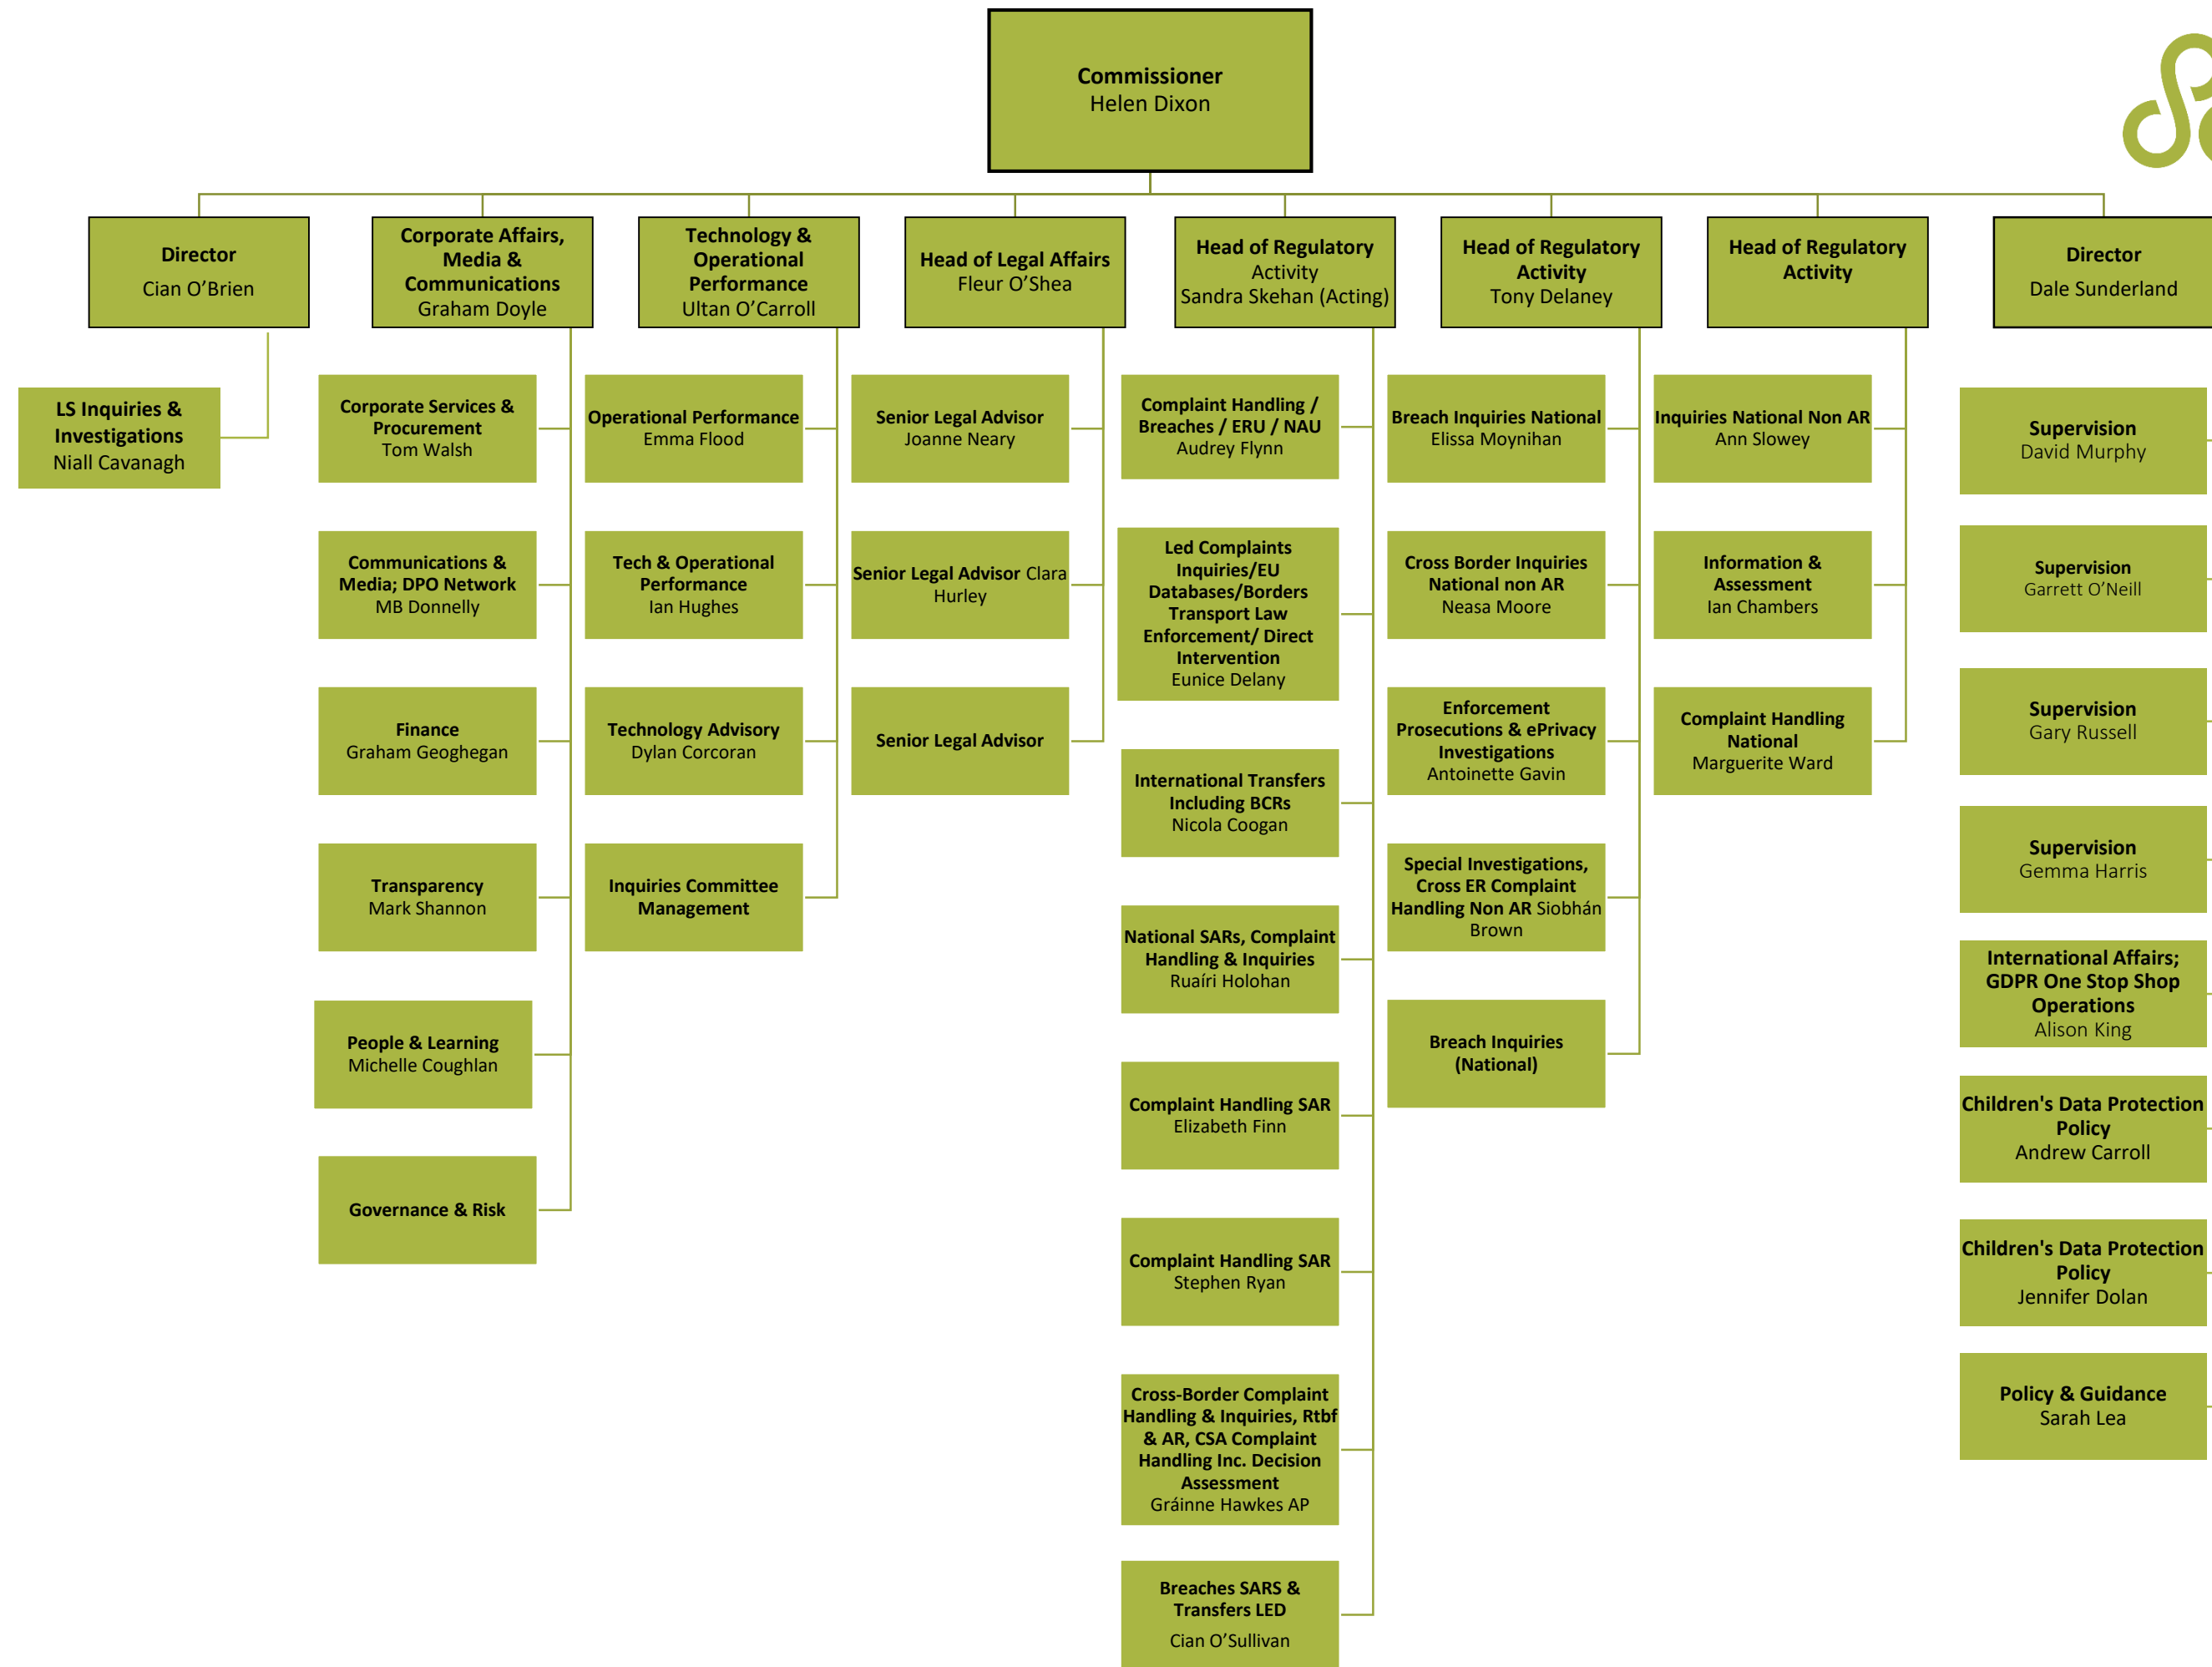 Commissioner
Helen Dixon
Director
Cian O'Brien
Corporate Affairs,
Media &
Communications
Graham Doyle
Technology &
Operational
Performance
Ultan O'Carroll
Head of Legal Affairs
Fleur O'Shea
Head of Regulatory
Activity
Sandra Skehan (Acting)
Head of Regulatory
Activity
Tony Delaney
Head of Regulatory
Activity
Director
Dale Sunderland
LS Inquiries &
Investigations
Niall Cavanagh
Corporate Services &
Procurement
Tom Walsh
Communications &
Media; DPO Network
MB Donnelly
Finance
Graham Geoghegan
Transparency
Mark Shannon
People & Learning
Michelle Coughlan
Governance & Risk
Operational Performance
Emma Flood
Tech & Operational
Performance
Ian Hughes
Technology Advisory
Dylan Corcoran
Inquiries Committee
Management
Senior Legal Advisor
Joanne Neary
Senior Legal Advisor Clara
Hurley
Senior Legal Advisor
Complaint Handling /
Breaches / ERU / NAU
Audrey Flynn
Led Complaints
Inquiries/EU
Databases/Borders
Transport Law
Enforcement/ Direct
Intervention
Eunice Delany
International Transfers
Including BCRs
Nicola Coogan
National SARs, Complaint
Handling & Inquiries
Ruaíri Holohan
Complaint Handling SAR
Elizabeth Finn
Complaint Handling SAR
Stephen Ryan
Cross-Border Complaint
Handling & Inquiries, Rtbf
& AR, CSA Complaint
Handling Inc. Decision
Assessment
Gráinne Hawkes AP
Breaches SARS &
Transfers LED
Cian O'Sullivan
Breach Inquiries National
Elissa Moynihan
Cross Border Inquiries
National non AR
Neasa Moore
Enforcement
Prosecutions & ePrivacy
Investigations
Antoinette Gavin
Special Investigations,
Cross ER Complaint
Handling Non AR Siobhán
Brown
Breach Inquiries
(National)
Inquiries National Non AR
Ann Slowey
Information &
Assessment
Ian Chambers
Complaint Handling
National
Marguerite Ward
Supervision
David Murphy
Supervision
Garrett O'Neill
Supervision
Gary Russell
Supervision
Gemma Harris
International Affairs;
GDPR One Stop Shop
Operations
Alison King
Children's Data Protection
Policy
Andrew Carroll
Children's Data Protection
Policy
Jennifer Dolan
Policy & Guidance
Sarah Lea